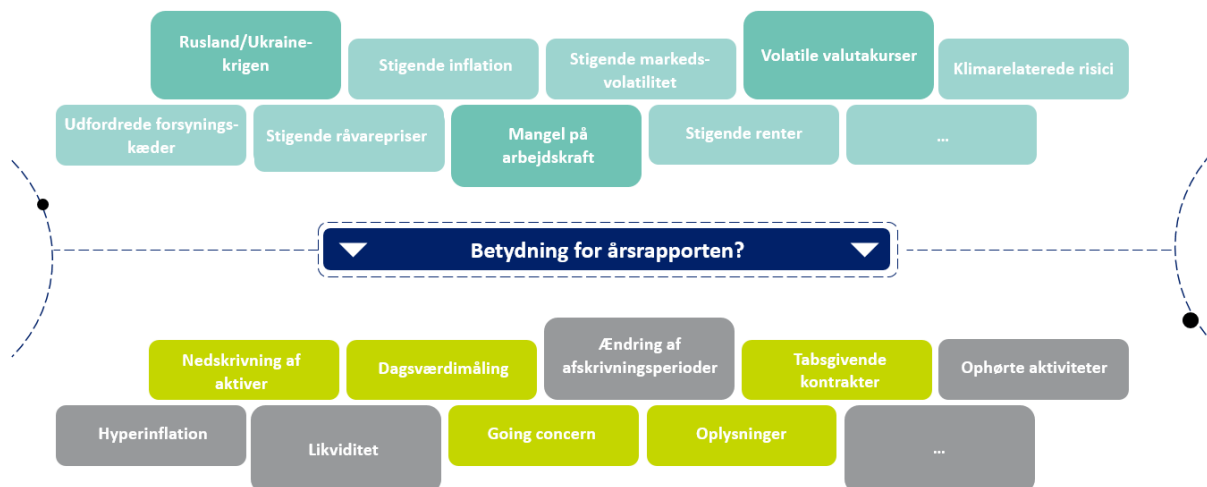 Rusland/Ukraine-
krigen
Stigende inflation
Stigende markeds-
volatilitet
Volatile valutakurser
Klimarelaterede risici
Udfordrede forsynings-
kæder
Stigende råvarepriser
Mangel på
arbejdskraft
Stigende renter
…
Betydning for årsrapporten?
Nedskrivning af
aktiver
Dagsværdimåling
Ændring af
afskrivningsperioder
Tabsgivende
kontrakter
Ophørte aktiviteter
Hyperinflation
Likviditet
Going concern
Oplysninger
…